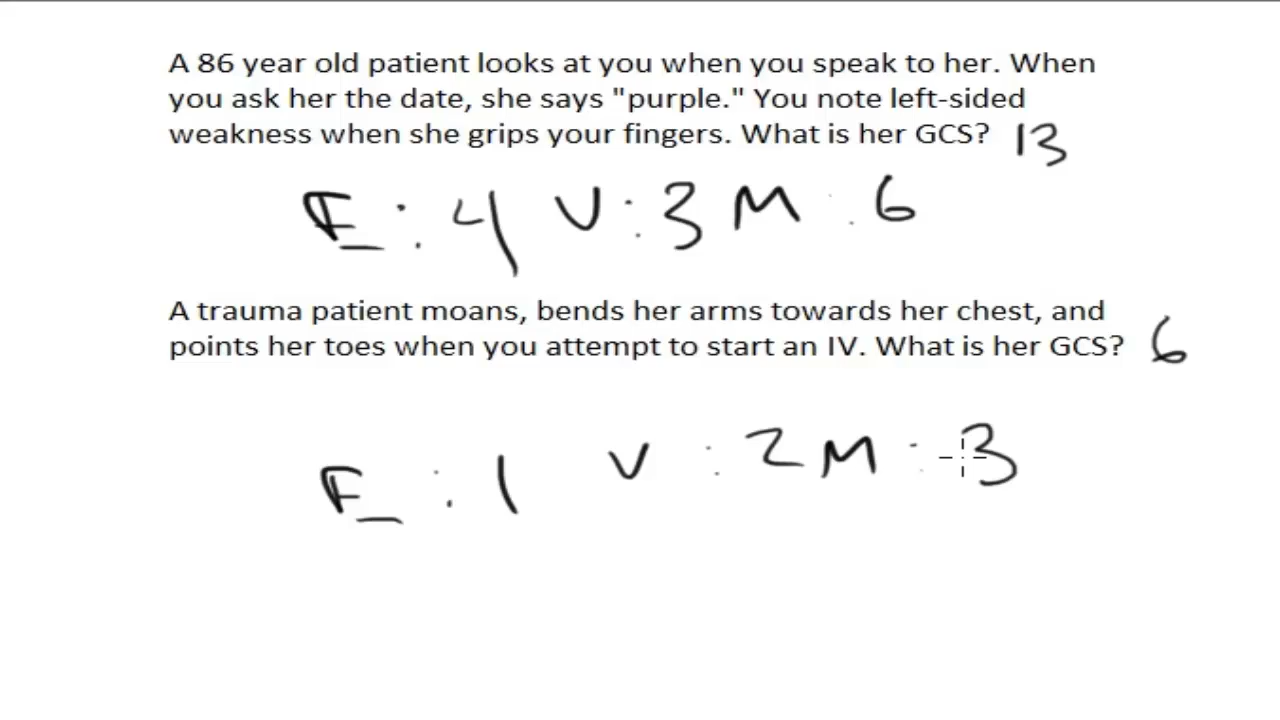 A 86 year old patient looks at you when you speak to her. When
you ask her the date, she says "purple." You note left-sided
weakness when she grips your fingers. What is her GCS? 13
E : 4 V : 3 M : 6
A trauma patient moans, bends her arms towards her chest, and
points her toes when you attempt to start an IV. What is her GCS? 6
E : 1 V : 2 M : 3